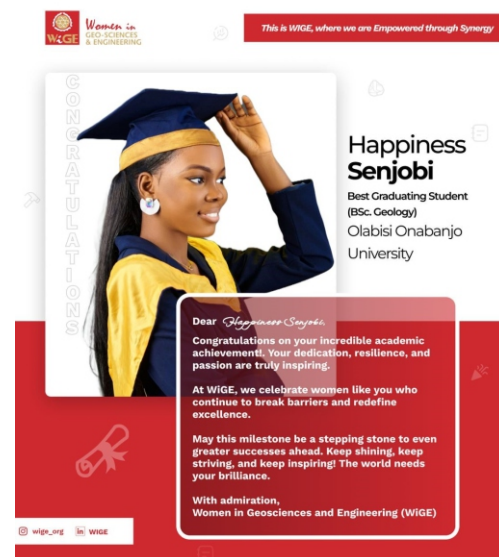 WiGE
Women in
GEO-SCIENCES
& ENGINEERING
This is WIGE, where we are Empowered through Synergy
CONGRATULATIONS
Happiness
Senjobi
Best Graduating Student
(BSc. Geology)
Olabisi Onabanjo
University
Dear Happiness Senjobi,
Congratulations on your incredible academic
achievement!. Your dedication, resilience, and
passion are truly inspiring.
At WiGE, we celebrate women like you who
continue to break barriers and redefine
excellence.
May this milestone be a stepping stone to even
greater successes ahead. Keep shining, keep
striving, and keep inspiring! The world needs
your brilliance.
With admiration,
Women in Geosciences and Engineering (WiGE)
wige_org in WIGE